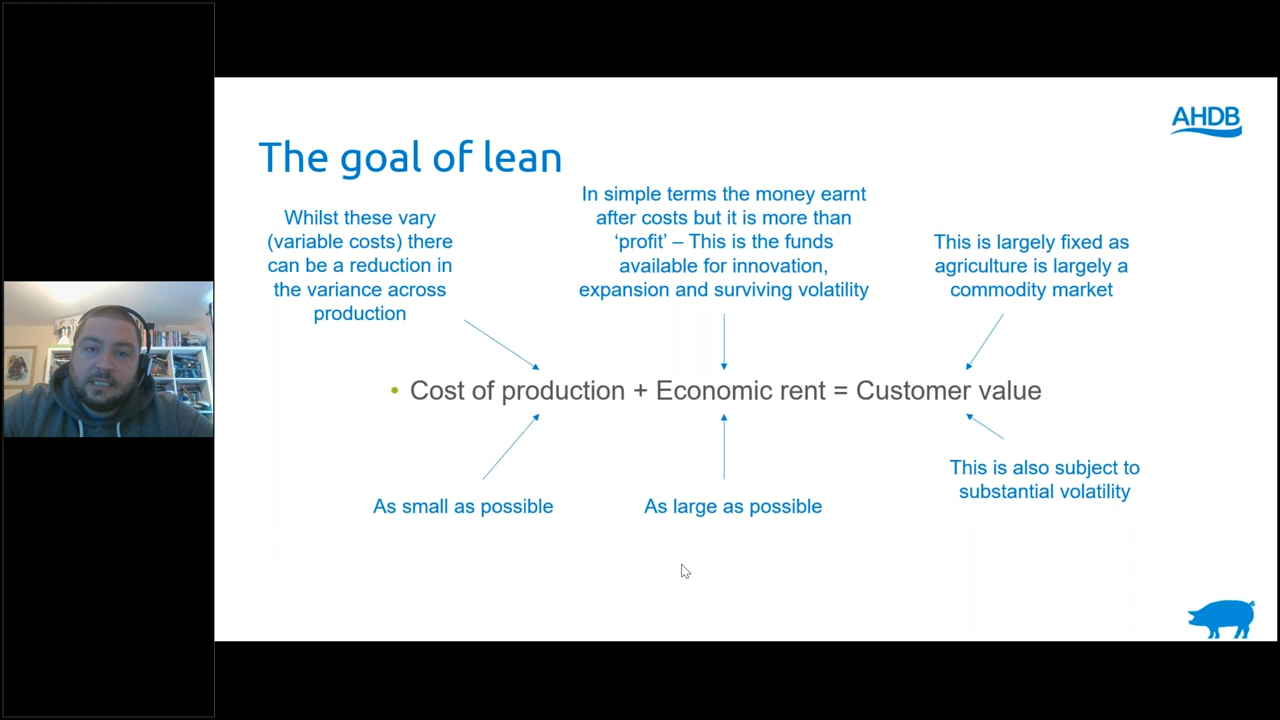 AHDB
The goal of lean
Whilst these vary
(variable costs) there
can be a reduction in
the variance across
production
In simple terms the money earnt
after costs but it is more than
‘profit’ – This is the funds
available for innovation,
expansion and surviving volatility
This is largely fixed as
agriculture is largely a
commodity market
• Cost of production + Economic rent = Customer value
As small as possible
As large as possible
This is also subject to
substantial volatility